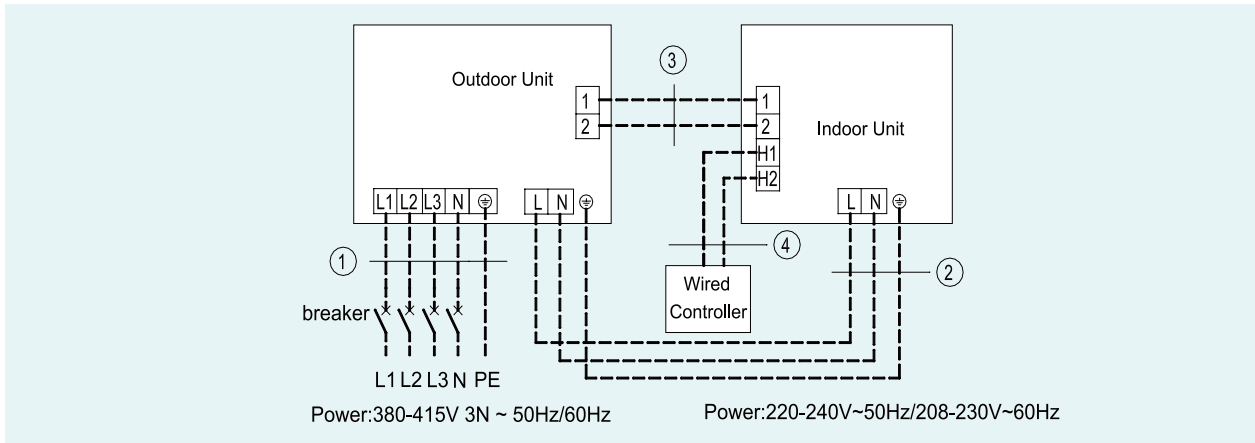 Outdoor Unit
1
2
L1 L2 L3 N
L N
3
Indoor Unit
1
2
H1
H2
L N
1
2
4
Wired
Controller
breaker
L1 L2 L3 N PE
Power:380-415V 3N ~ 50Hz/60Hz
Power:220-240V~50Hz/208-230V~60Hz